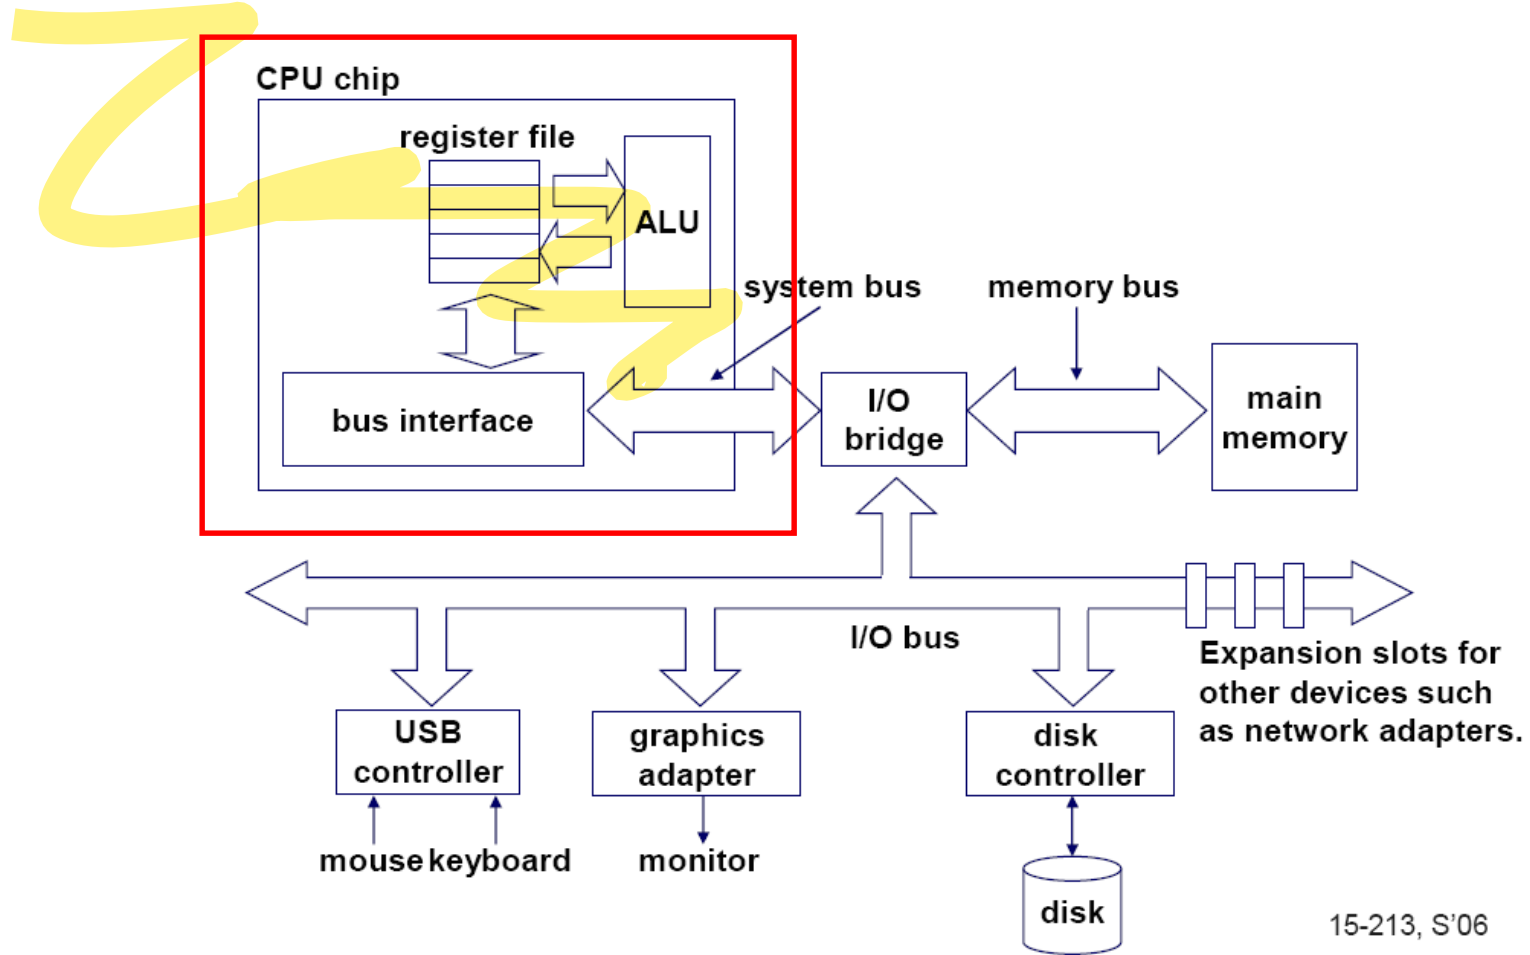 CPU chip
register file
ALU
system bus
memory bus
bus interface
I/O
bridge
main
memory
I/O bus
Expansion slots for
other devices such
as network adapters.
USB
controller
graphics
adapter
disk
controller
mouse
keyboard
monitor
disk
15-213, S’06